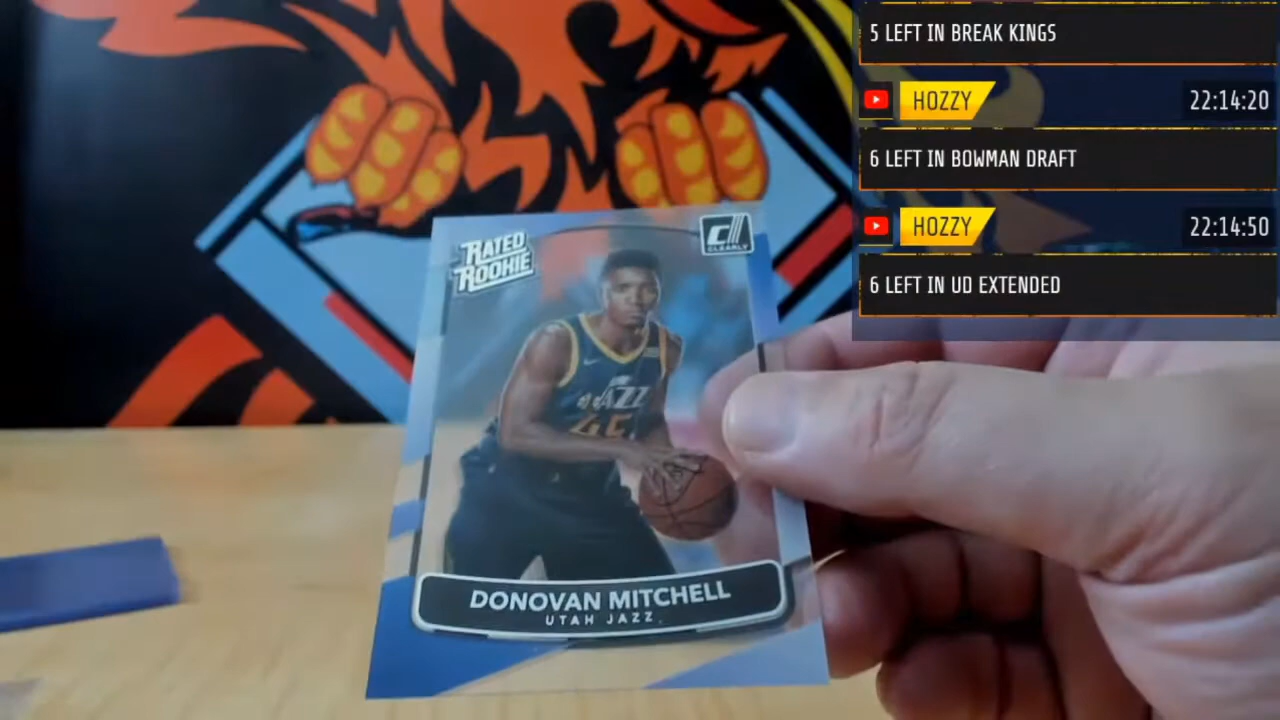 5 LEFT IN BREAK KINGS
HOZZY
22:14:20
6 LEFT IN BOWMAN DRAFT
HOZZY
22:14:50
6 LEFT IN UD EXTENDED
RATED
ROOKIE
CLEARLY
JAZZ
45
DONOVAN MITCHELL
UTAH JAZZ